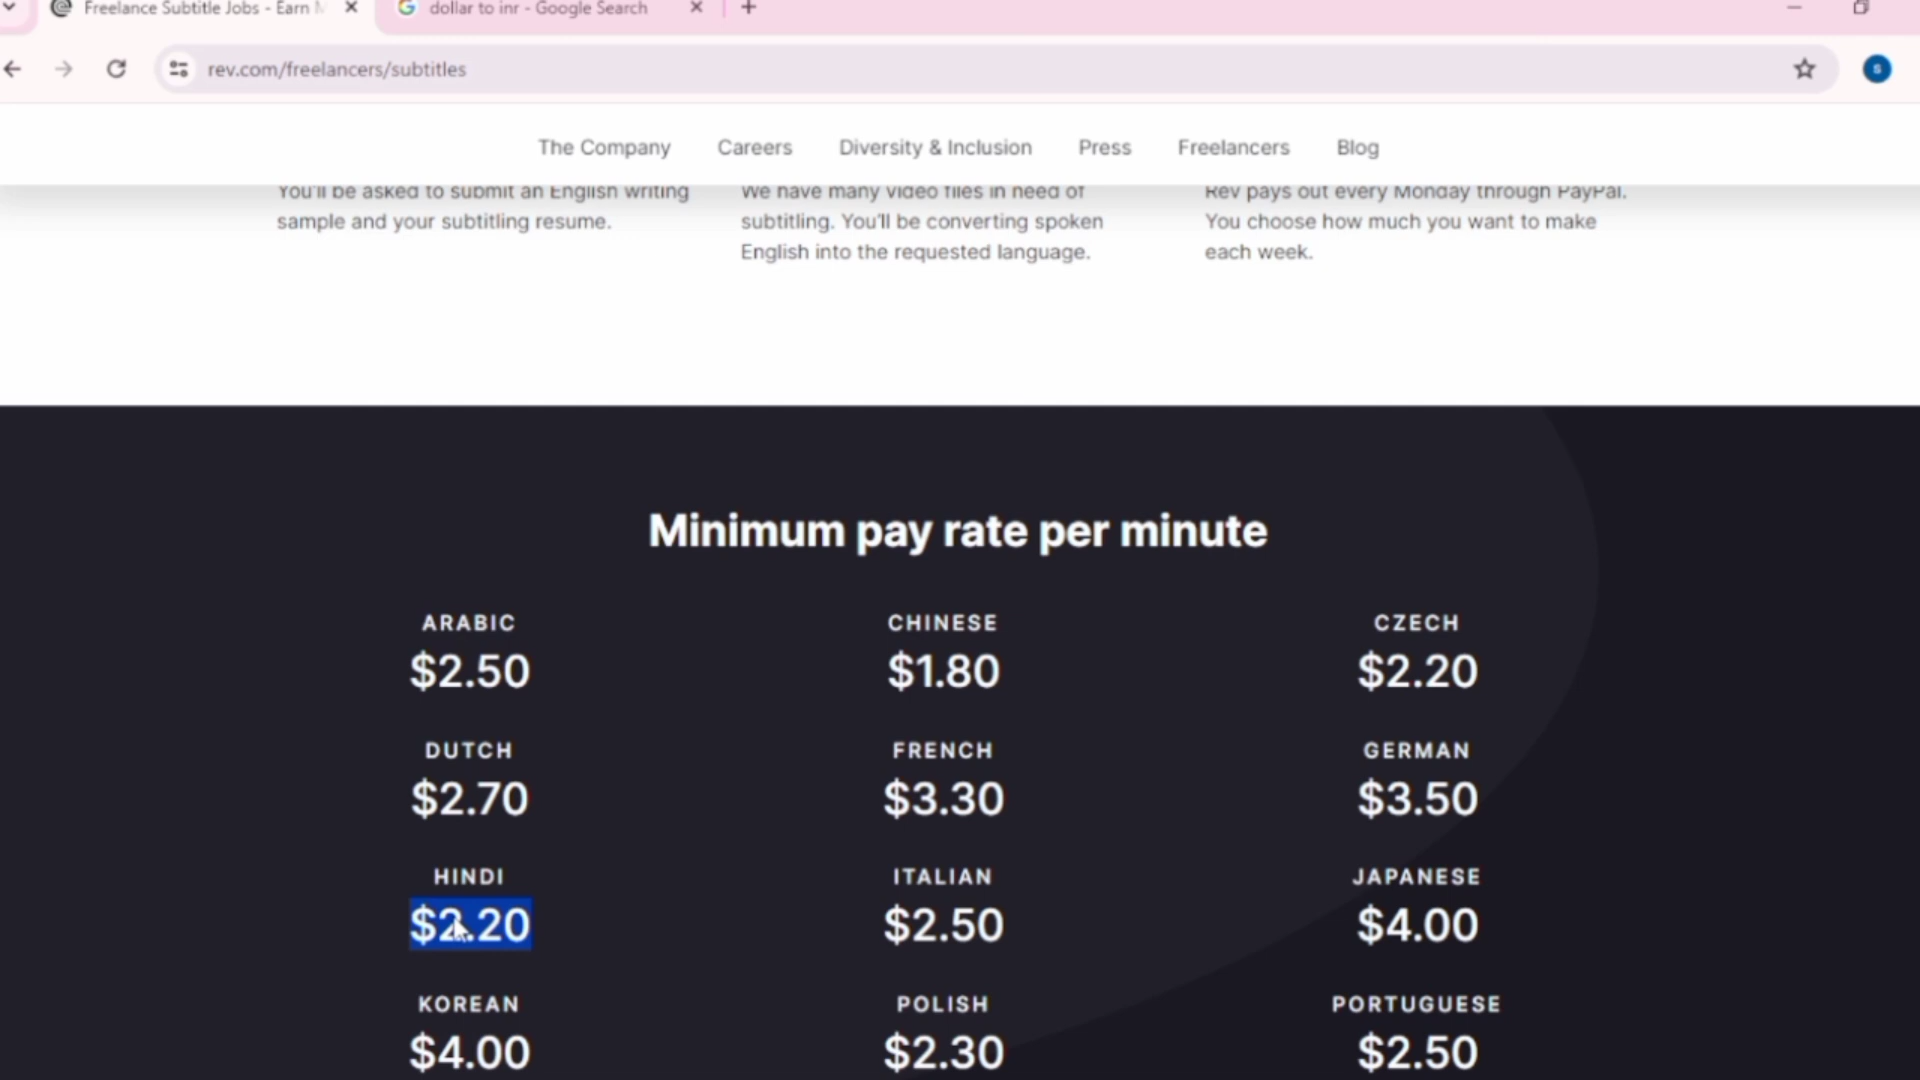 Freelance Subtitle Jobs - Earn M
dollar to inr - Google Search
rev.com/freelancers/subtitles
S
The Company Careers Diversity & Inclusion Press Freelancers Blog
You'll be asked to submit an English writing
sample and your subtitling resume.
We have many video files in need of
subtitling. You'll be converting spoken
English into the requested language.
Rev pays out every Monday through PayPal.
You choose how much you want to make
each week.
Minimum pay rate per minute
ARABIC CHINESE CZECH
$2.50 $1.80 $2.20
DUTCH FRENCH GERMAN
$2.70 $3.30 $3.50
HINDI ITALIAN JAPANESE
$2.20 $2.50 $4.00
KOREAN POLISH PORTUGUESE
$4.00 $2.30 $2.50